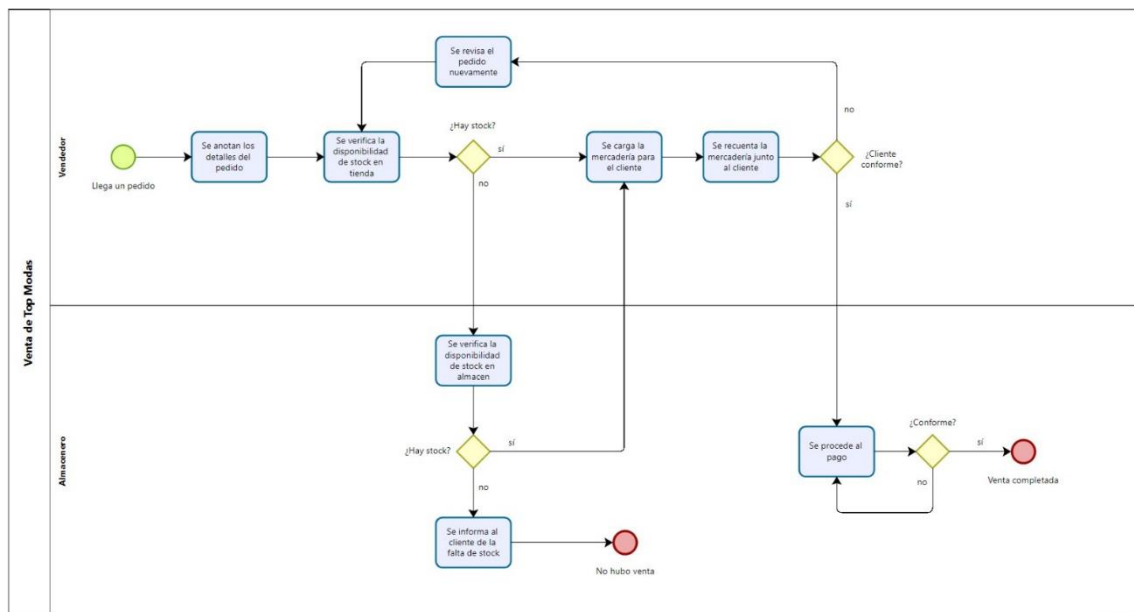 Venta de Top Modas
Vendedor
Se revisa el
pedido
nuevamente
no
¿Hay stock?
Se anotan los
detalles del
pedido
Se verifica la
disponibilidad
de stock en
tienda
sí
Se carga la
mercadería para
el cliente
Se recuenta la
mercadería junto
al cliente
¿Cliente
conforme?
Llega un pedido
no
sí
Almacenero
Se verifica la
disponibilidad
de stock en
almacen
¿Hay stock?
sí
no
Se informa al
cliente de la
falta de stock
No hubo venta
Se procede al
pago
¿Conforme?
sí
no
Venta completada